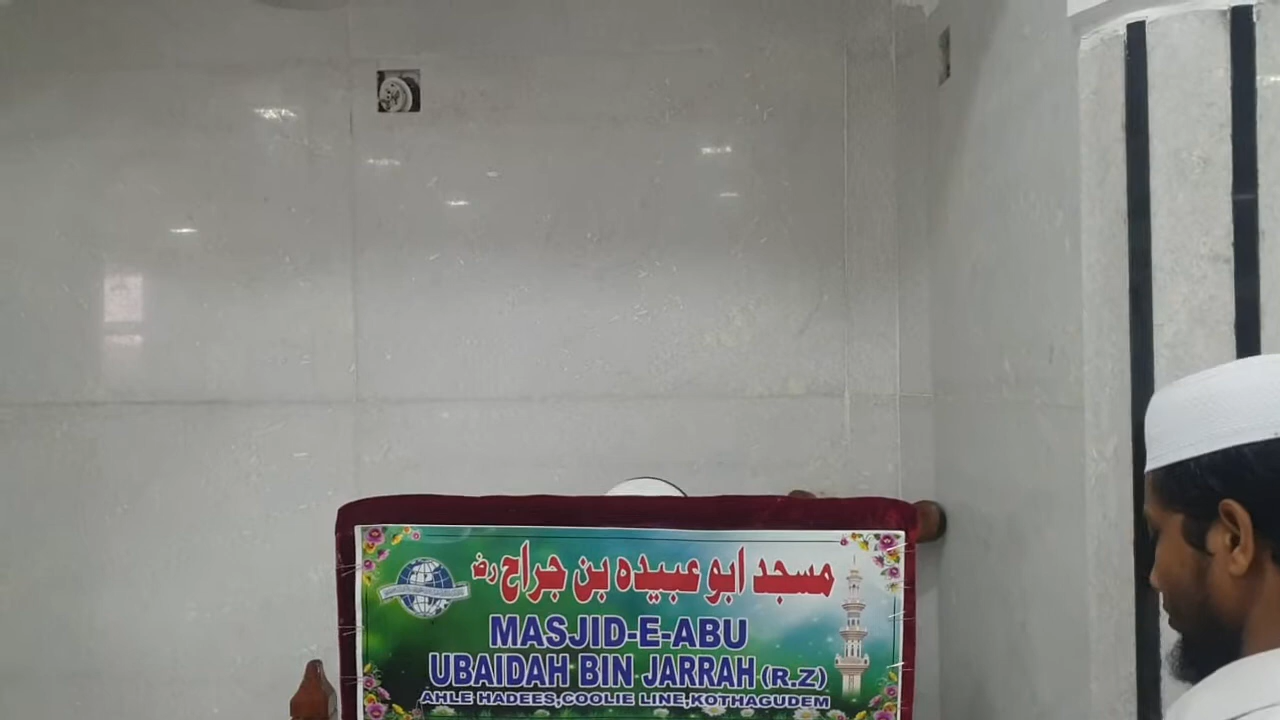 مسجد ابو عبیدہ بن جراح رض
MASJID-E-ABU
UBAIDAH BIN JARRAH (R.Z)
AHLE HADEES,COOLIE LINE,KOTHAGUDEM